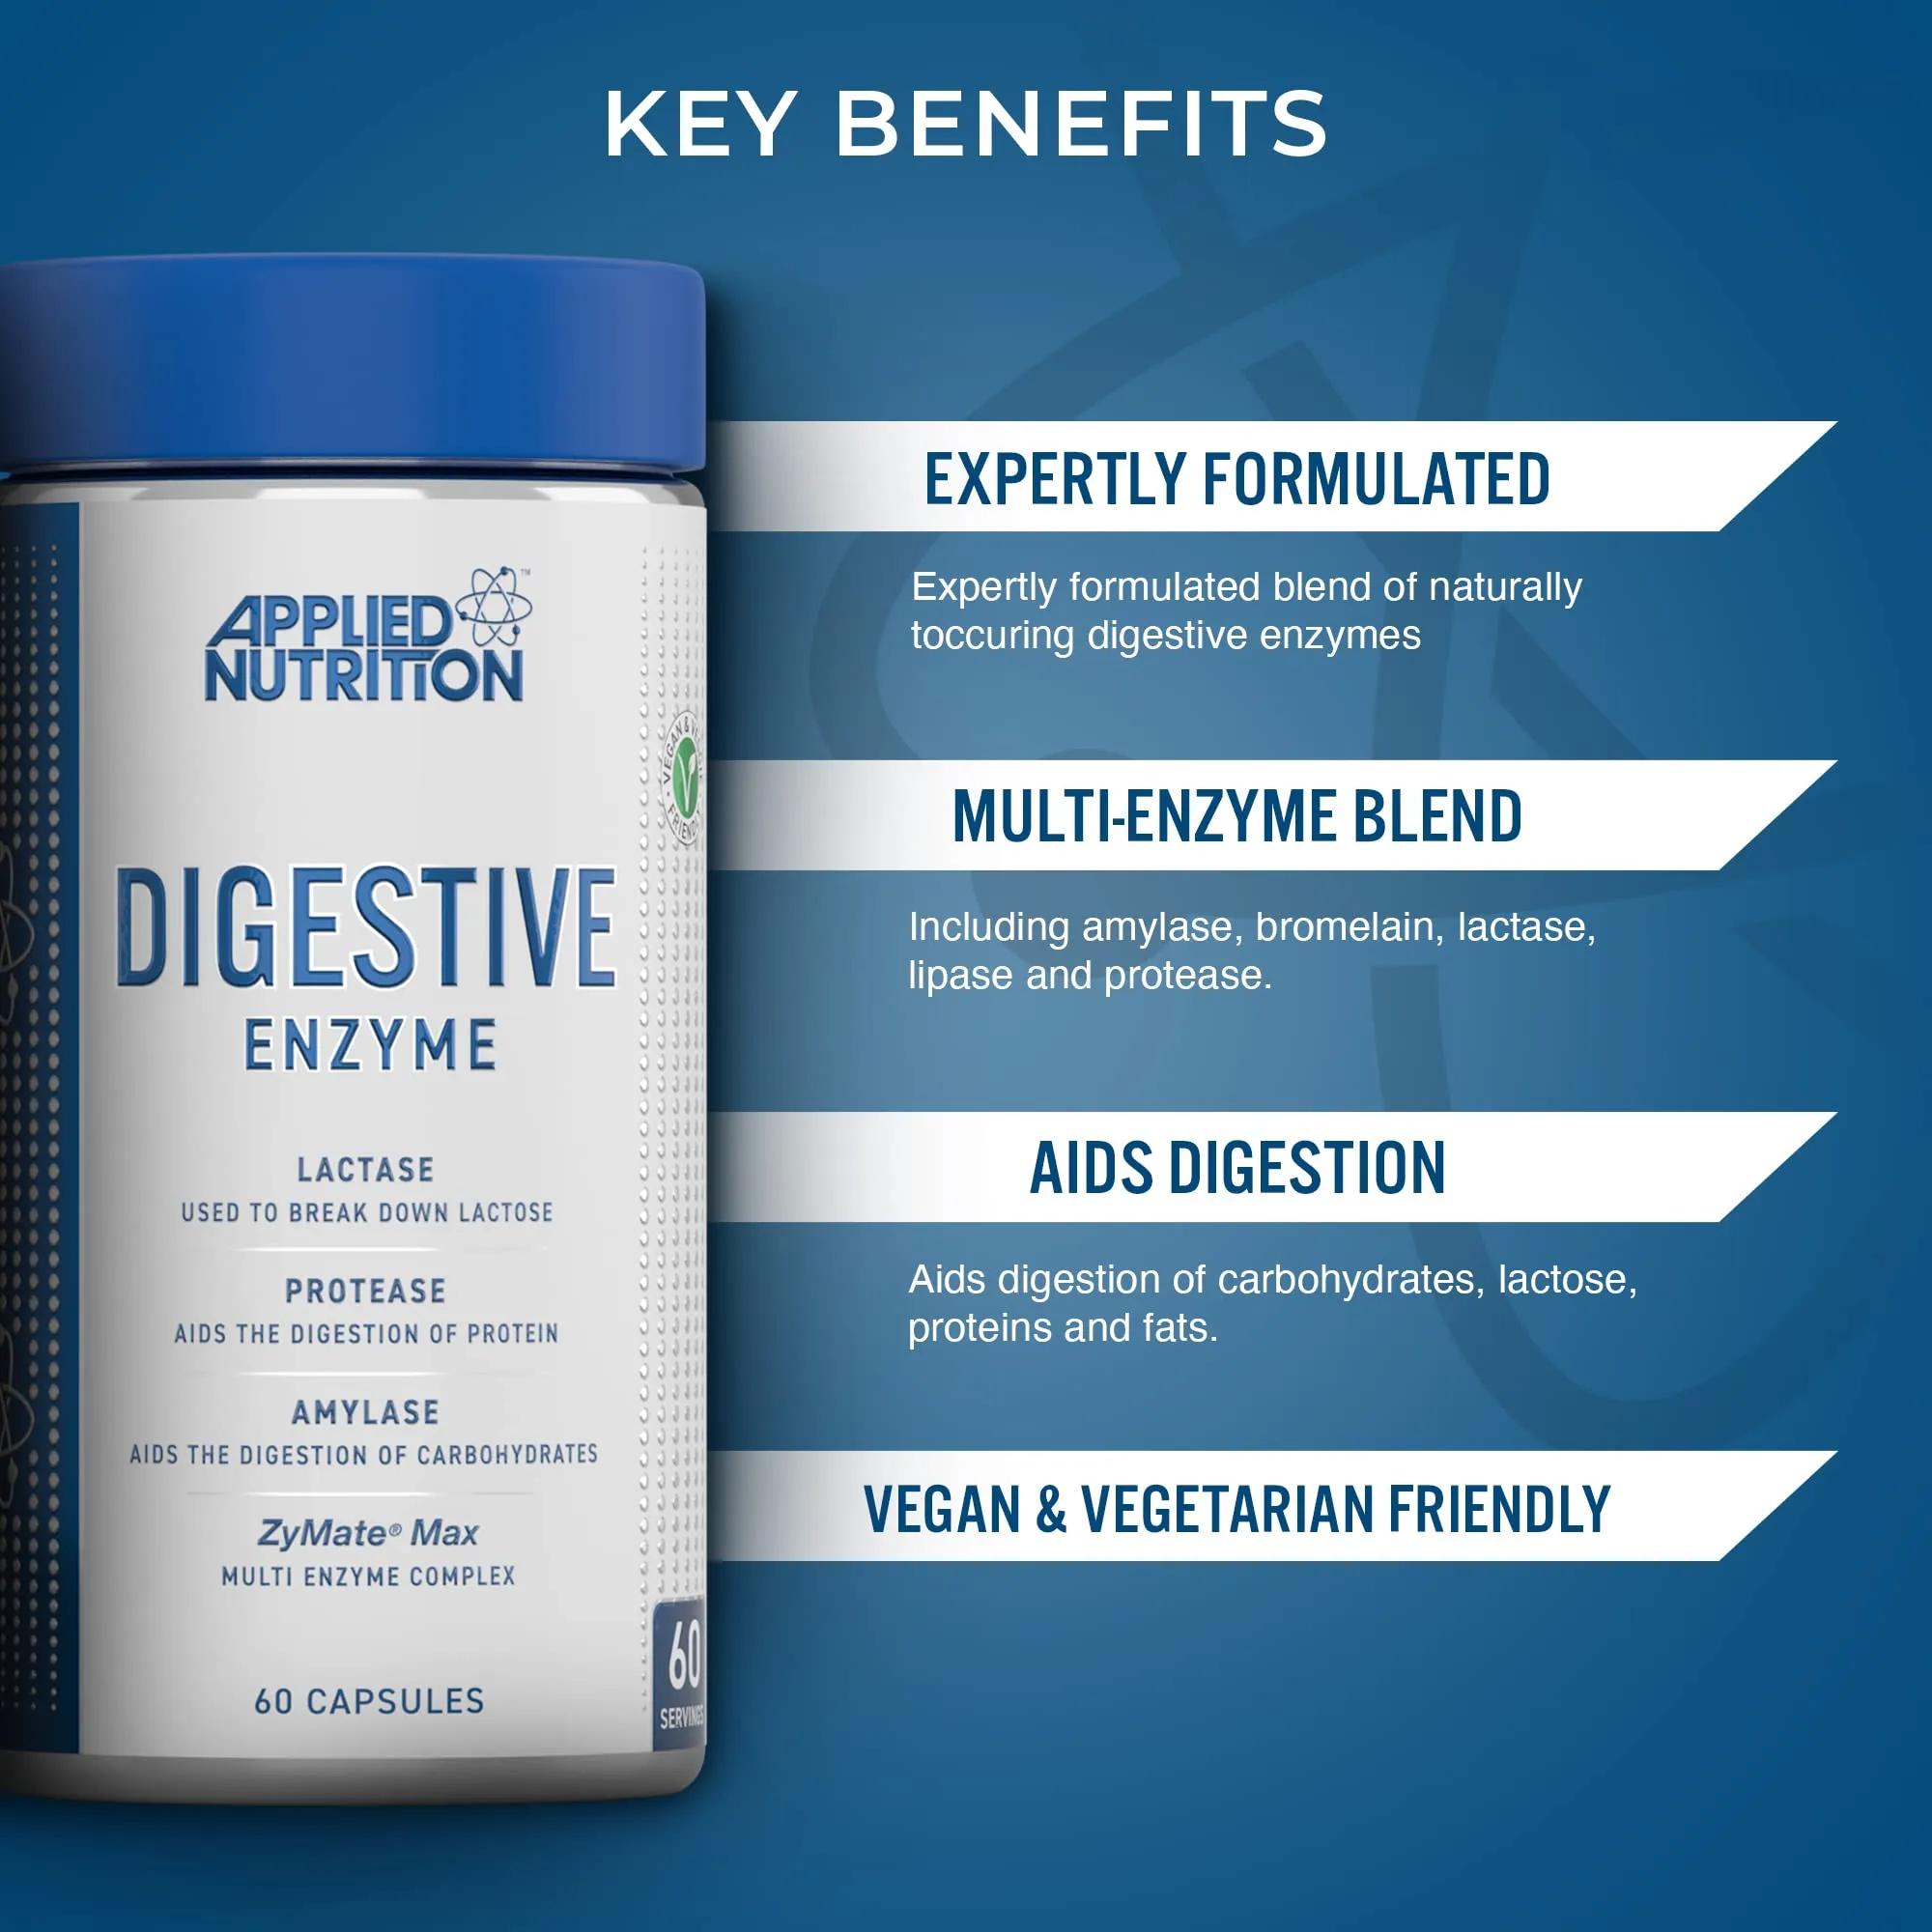 KEY BENEFITS
APPLIED
NUTRITION
™
VEGAN &
FRIENDLY
DIGESTIVE
ENZYME
LACTASE
USED TO BREAK DOWN LACTOSE
PROTEASE
AIDS THE DIGESTION OF PROTEIN
AMYLASE
AIDS THE DIGESTION OF CARBOHYDRATES
ZyMate® Max
MULTI ENZYME COMPLEX
60 CAPSULES
60
SERVINGS
EXPERTLY FORMULATED
Expertly formulated blend of naturally
toccuring digestive enzymes
MULTI-ENZYME BLEND
Including amylase, bromelain, lactase,
lipase and protease.
AIDS DIGESTION
Aids digestion of carbohydrates, lactose,
proteins and fats.
VEGAN & VEGETARIAN FRIENDLY